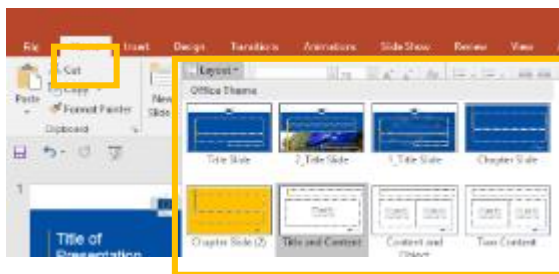 File Home Insert Design Transitions Animations Slide Show Review View
Cut
Copy
Format Painter
Paste
Clipboard
New
Slide
Layout
Office Theme
Title Slide 2_Title Slide 1_Title Slide Chapter Slide
Chapter Slide (2) Title and Content Content and
Object Two Content
1
Title of
Presentation